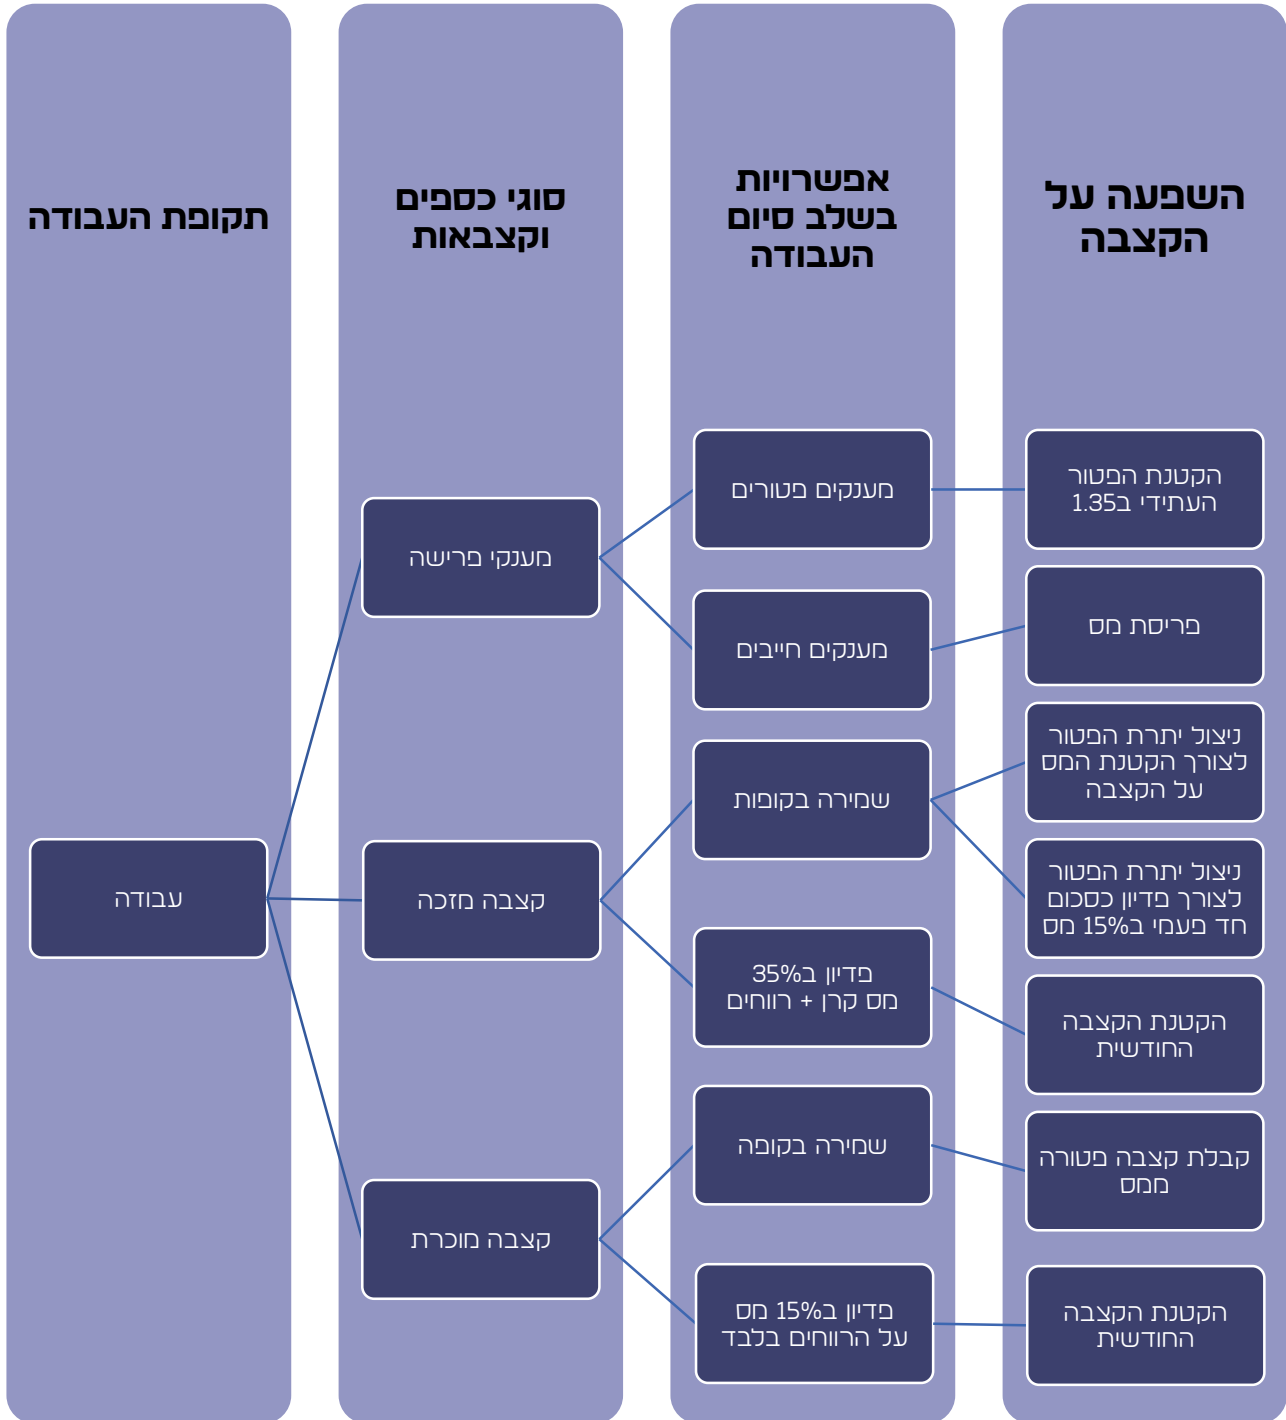 תקופת העבודה
סוגי כספים
וקצבאות
אפשרויות
בשלב סיום
העבודה
השפעה על
הקצבה
עבודה
מענקי פרישה
קצבה מזכה
קצבה מוכרת
מענקים פטורים
מענקים חייבים
שמירה בקופות
פדיון ב35%
מס קרן + רווחים
שמירה בקופה
פדיון ב15% מס
על הרווחים בלבד
הקטנת הפטור
העתידי ב1.35
פריסת מס
ניצול יתרת הפטור
לצורך הקטנת המס
על הקצבה
ניצול יתרת הפטור
לצורך פדיון כסכום
חד פעמי ב15% מס
הקטנת הקצבה
החודשית
קבלת קצבה פטורה
ממס
הקטנת הקצבה
החודשית